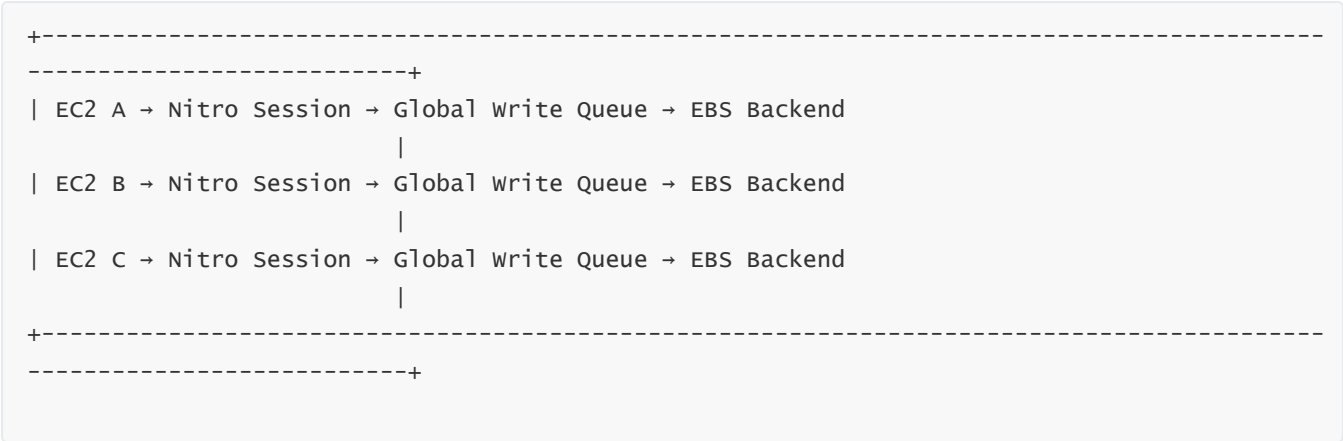 +------------------------------------------------------------------------------------------
---------------------------+
| EC2 A → Nitro Session → Global Write Queue → EBS Backend
|
| EC2 B → Nitro Session → Global Write Queue → EBS Backend
|
| EC2 C → Nitro Session → Global Write Queue → EBS Backend
|
+------------------------------------------------------------------------------------------
---------------------------+